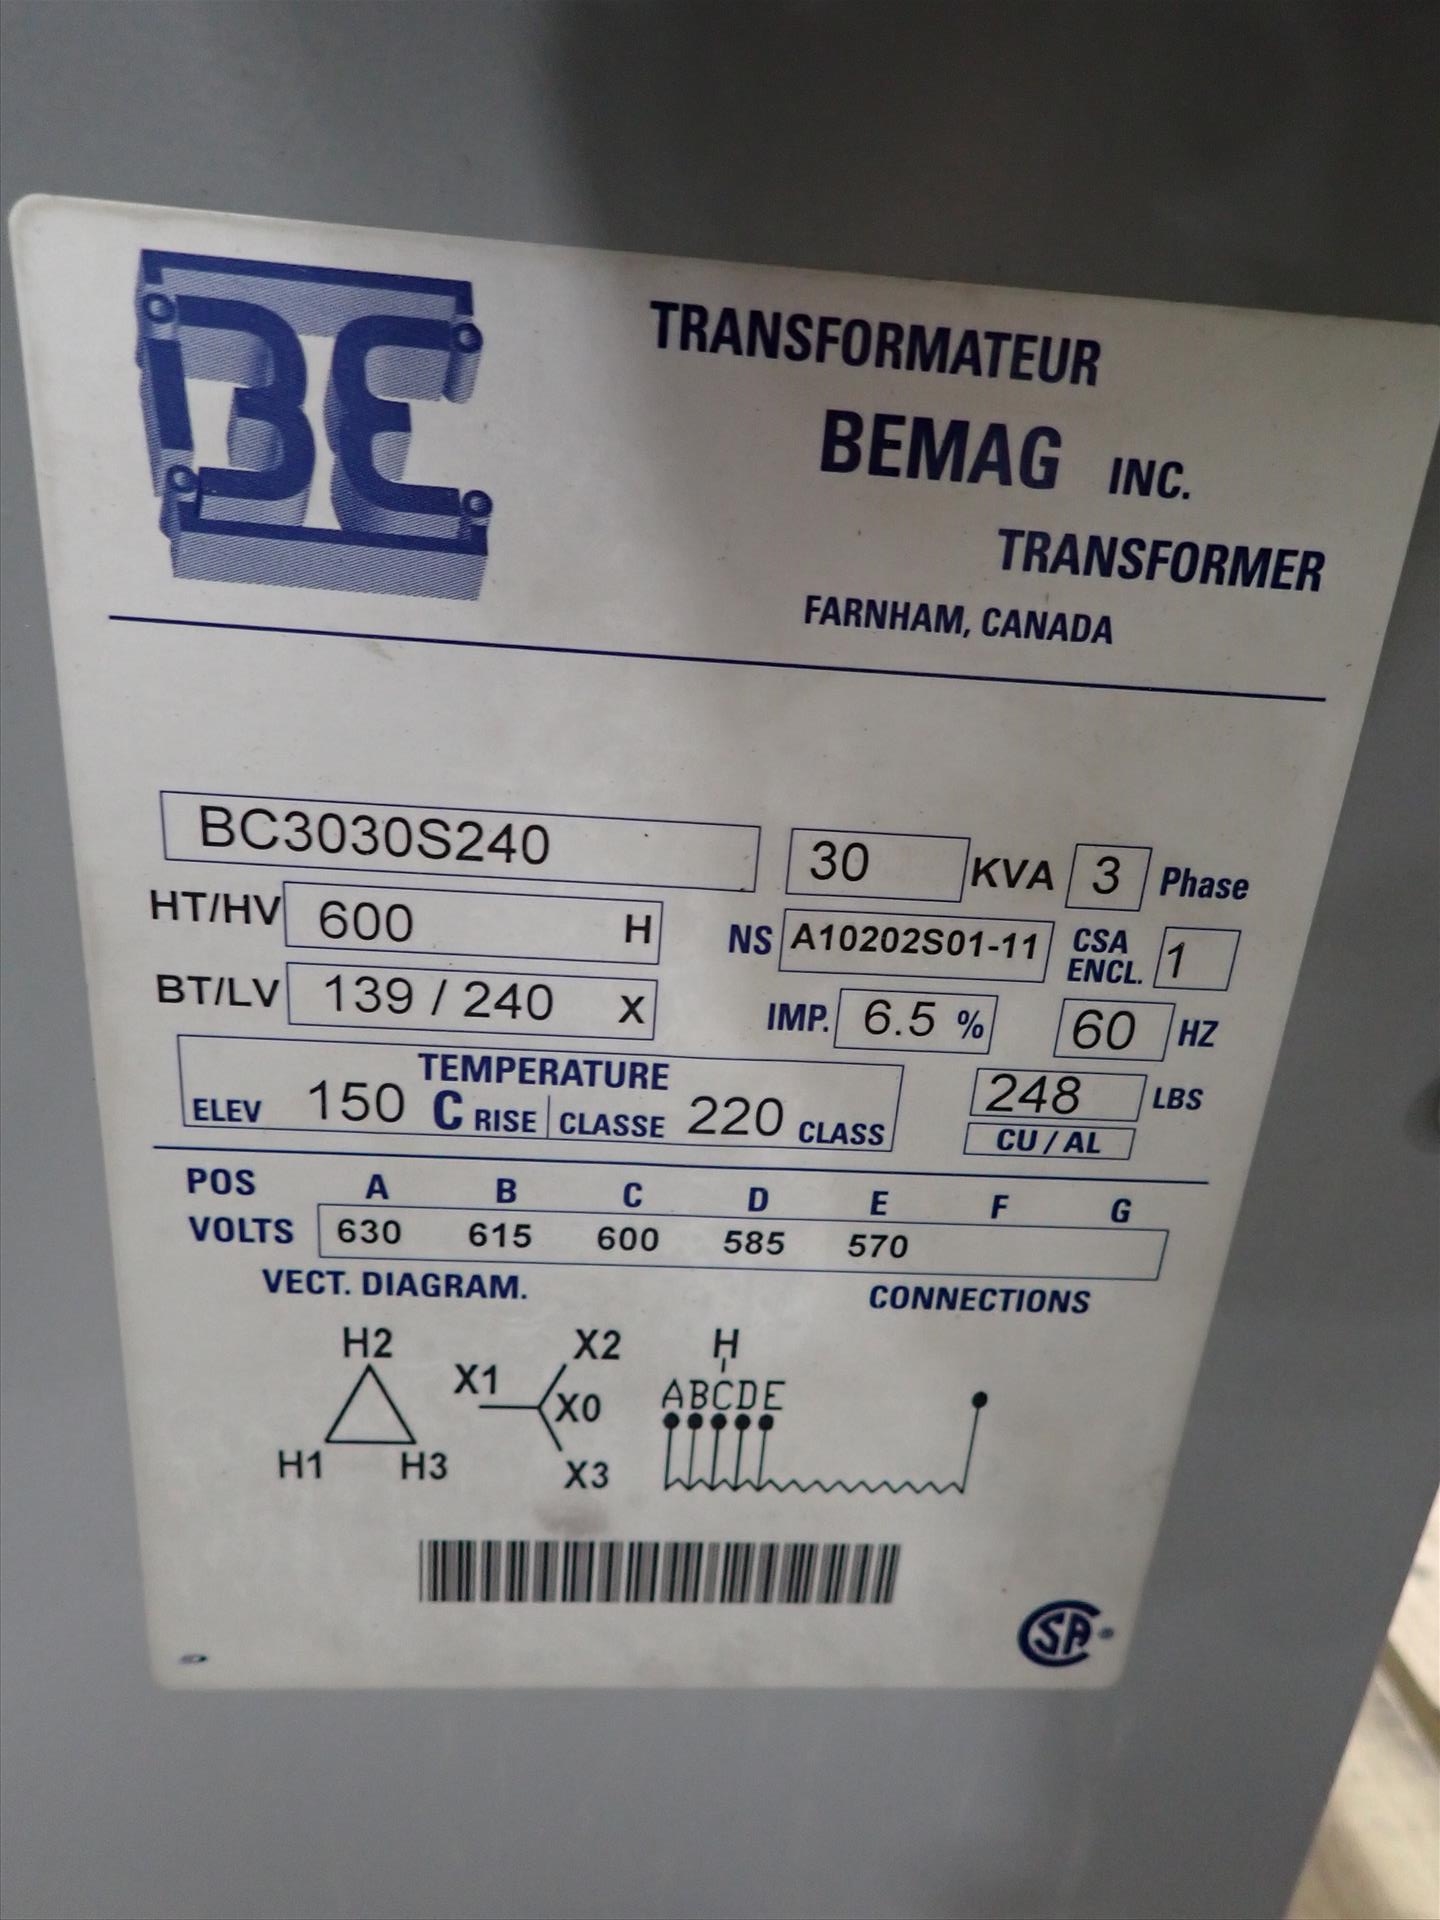 BE
TRANSFORMATEUR
BEMAG INC.
TRANSFORMER
FARNHAM, CANADA
BC3030S240 30 KVA 3 Phase
HT/HV 600 H NS A10202S01-11 CSA ENCL. 1
BT/LV 139 / 240 X IMP. 6.5 % 60 HZ
TEMPERATURE
ELEV 150 C RISE CLASSE 220 CLASS 248 LBS
CU / AL
POS A B C D E F G
VOLTS 630 615 600 585 570
VECT. DIAGRAM. CONNECTIONS
H2 X2 H
X1 X0 ABCDE
H1 H3 X3
CSA